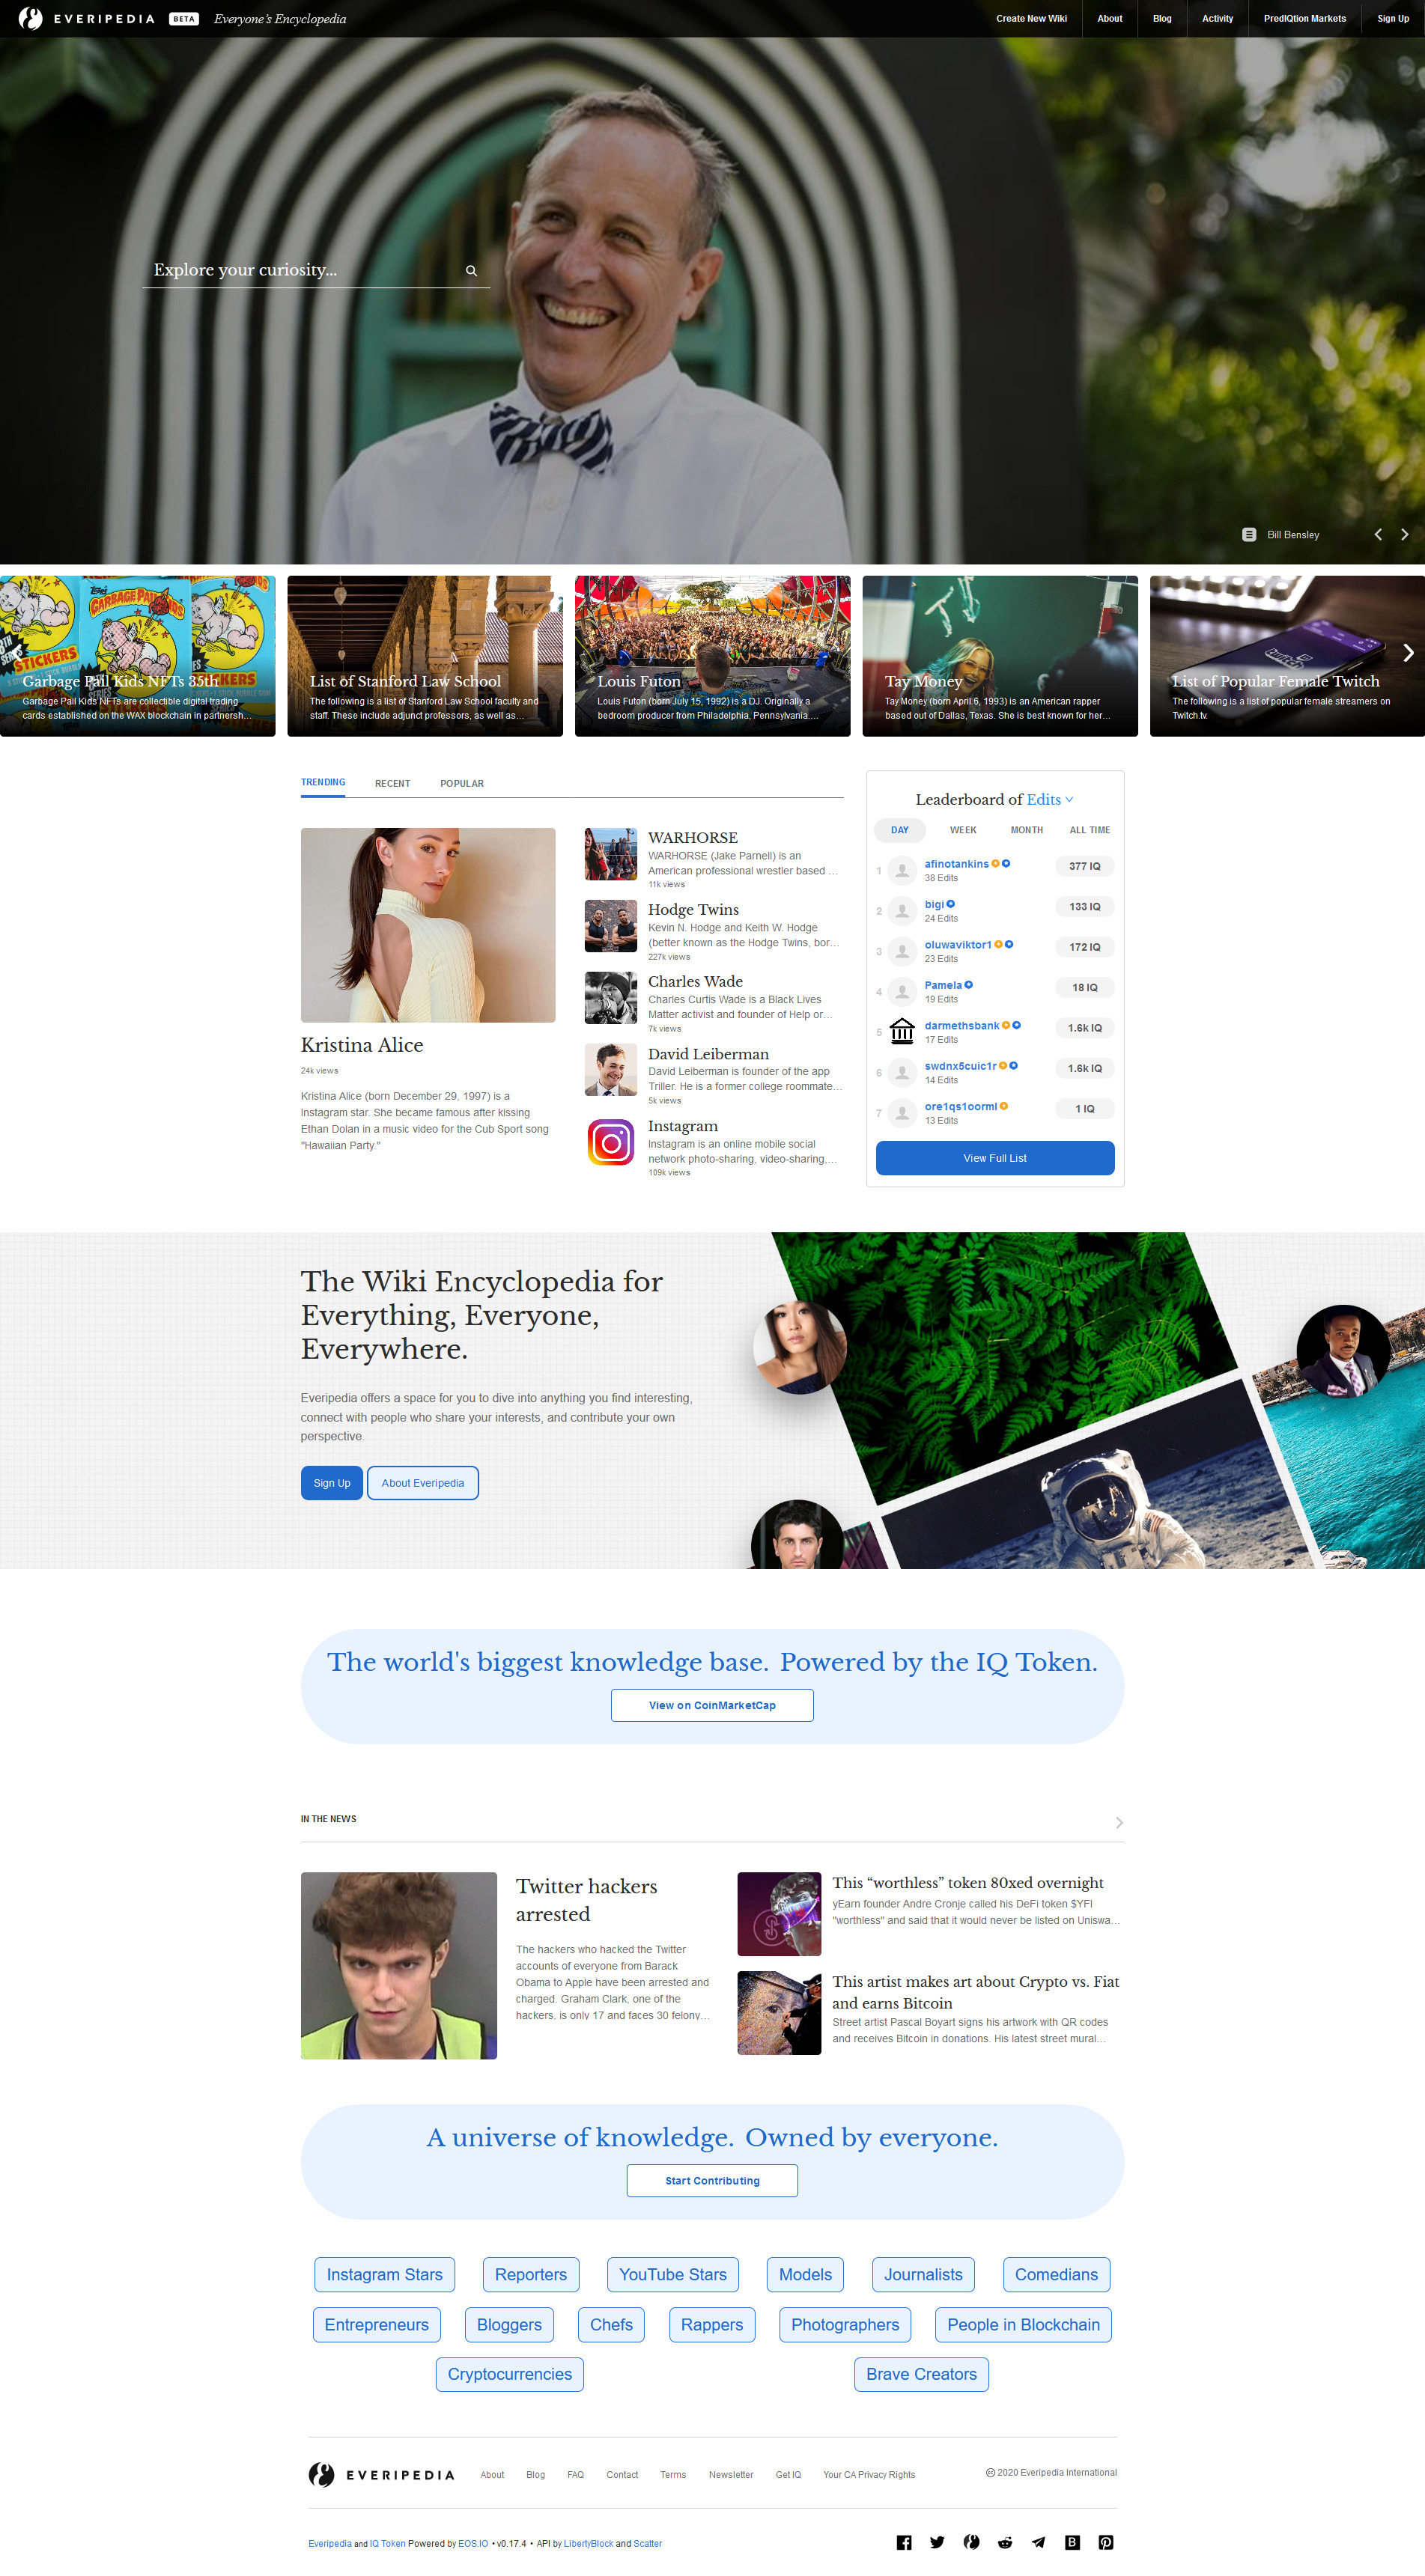 EVERIPEDIA BETA Everyone's Encyclopedia
Create New Wiki About Blog Activity PredIQtion Markets Sign Up
Explore your curiosity...
Bill Bensley
GARBAGE PAIL KIDS
STICKERS
Garbage Pail Kids NFTs 35th
Garbage Pail Kids NFTs are collectible digital trading
cards established on the WAX blockchain in partnersh...
List of Stanford Law School
The following is a list of Stanford Law School faculty and
staff. These include adjunct professors, as well as...
Louis Futon
Louis Futon (born July 15, 1992) is a DJ. Originally a
bedroom producer from Philadelphia, Pennsylvania....
Tay Money
Tay Money (born April 6, 1993) is an American rapper
based out of Dallas, Texas. She is best known for her...
List of Popular Female Twitch
The following is a list of popular female streamers on
Twitch.tv.
TRENDING RECENT POPULAR
Kristina Alice
24k views
Kristina Alice (born December 29, 1997) is a
Instagram star. She became famous after kissing
Ethan Dolan in a music video for the Cub Sport song
"Hawaiian Party."
WARHORSE
WARHORSE (Jake Parnell) is an
American professional wrestler based ...
11k views
Hodge Twins
Kevin N. Hodge and Keith W. Hodge
(better known as the Hodge Twins, bor...
227k views
Charles Wade
Charles Curtis Wade is a Black Lives
Matter activist and founder of Help or...
7k views
David Leiberman
David Leiberman is founder of the app
Triller. He is a former college roommate...
5k views
Instagram
Instagram is an online mobile social
network photo-sharing, video-sharing,...
109k views
Leaderboard of Edits
DAY WEEK MONTH ALL TIME
1 afinotankins 377 IQ
38 Edits
2 bigi 133 IQ
24 Edits
3 oluwaviktor1 172 IQ
23 Edits
4 Pamela 18 IQ
19 Edits
5 darmethsbank 1.6k IQ
17 Edits
6 swdnx5cuic1r 1.6k IQ
14 Edits
7 ore1qs1oorml 1 IQ
13 Edits
View Full List
The Wiki Encyclopedia for
Everything, Everyone,
Everywhere.
Everipedia offers a space for you to dive into anything you find interesting,
connect with people who share your interests, and contribute your own
perspective.
Sign Up About Everipedia
The world's biggest knowledge base. Powered by the IQ Token.
View on CoinMarketCap
IN THE NEWS
Twitter hackers
arrested
The hackers who hacked the Twitter
accounts of everyone from Barack
Obama to Apple have been arrested and
charged. Graham Clark, one of the
hackers, is only 17 and faces 30 felony...
This “worthless” token 80xed overnight
yEarn founder Andre Cronje called his DeFi token $YFI
"worthless" and said that it would never be listed on Uniswa...
This artist makes art about Crypto vs. Fiat
and earns Bitcoin
Street artist Pascal Boyart signs his artwork with QR codes
and receives Bitcoin in donations. His latest street mural...
A universe of knowledge. Owned by everyone.
Start Contributing
Instagram Stars Reporters YouTube Stars Models Journalists Comedians
Entrepreneurs Bloggers Chefs Rappers Photographers People in Blockchain
Cryptocurrencies Brave Creators
EVERIPEDIA About Blog FAQ Contact Terms Newsletter Get IQ Your CA Privacy Rights
2020 Everipedia International
Everipedia and IQ Token Powered by EOS.IO • v0.17.4 • API by LibertyBlock and Scatter